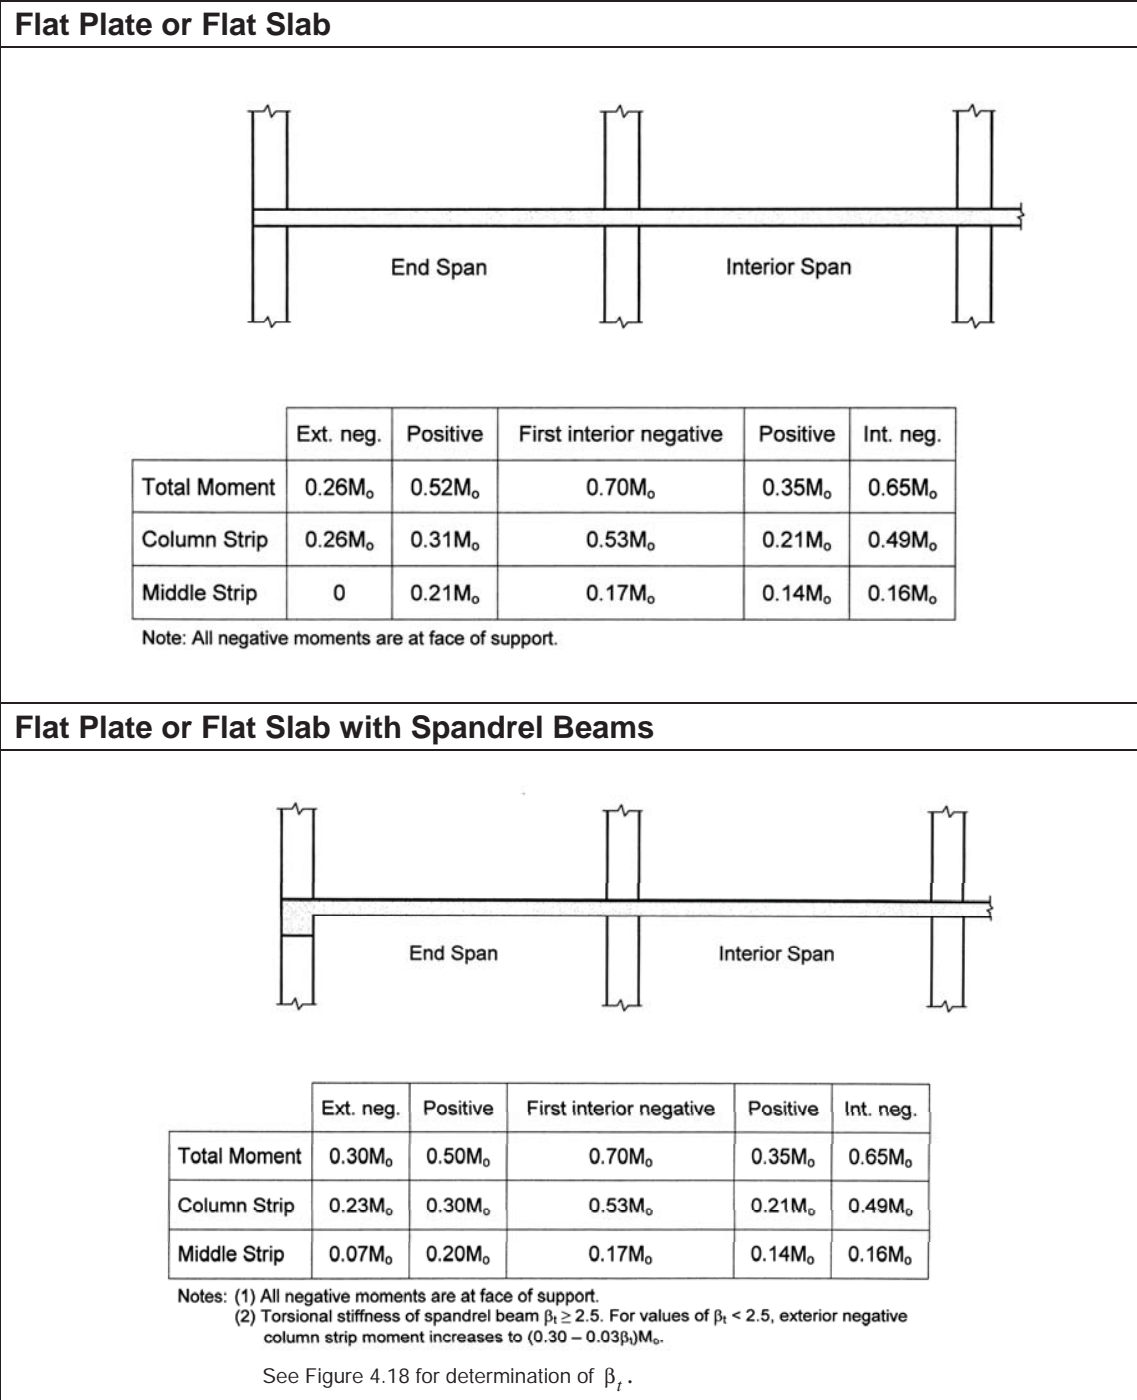 Flat Plate or Flat Slab
End Span Interior Span
Ext. neg. Positive First interior negative Positive Int. neg.
Total Moment 0.26Mₒ 0.52Mₒ 0.70Mₒ 0.35Mₒ 0.65Mₒ
Column Strip 0.26Mₒ 0.31Mₒ 0.53Mₒ 0.21Mₒ 0.49Mₒ
Middle Strip 0 0.21Mₒ 0.17Mₒ 0.14Mₒ 0.16Mₒ
Note: All negative moments are at face of support.
Flat Plate or Flat Slab with Spandrel Beams
End Span Interior Span
Ext. neg. Positive First interior negative Positive Int. neg.
Total Moment 0.30Mₒ 0.50Mₒ 0.70Mₒ 0.35Mₒ 0.65Mₒ
Column Strip 0.23Mₒ 0.30Mₒ 0.53Mₒ 0.21Mₒ 0.49Mₒ
Middle Strip 0.07Mₒ 0.20Mₒ 0.17Mₒ 0.14Mₒ 0.16Mₒ
Notes: (1) All negative moments are at face of support.
(2) Torsional stiffness of spandrel beam βₜ ≥ 2.5. For values of βₜ < 2.5, exterior negative
column strip moment increases to (0.30 – 0.03βₜ)Mₒ.
See Figure 4.18 for determination of βₜ.